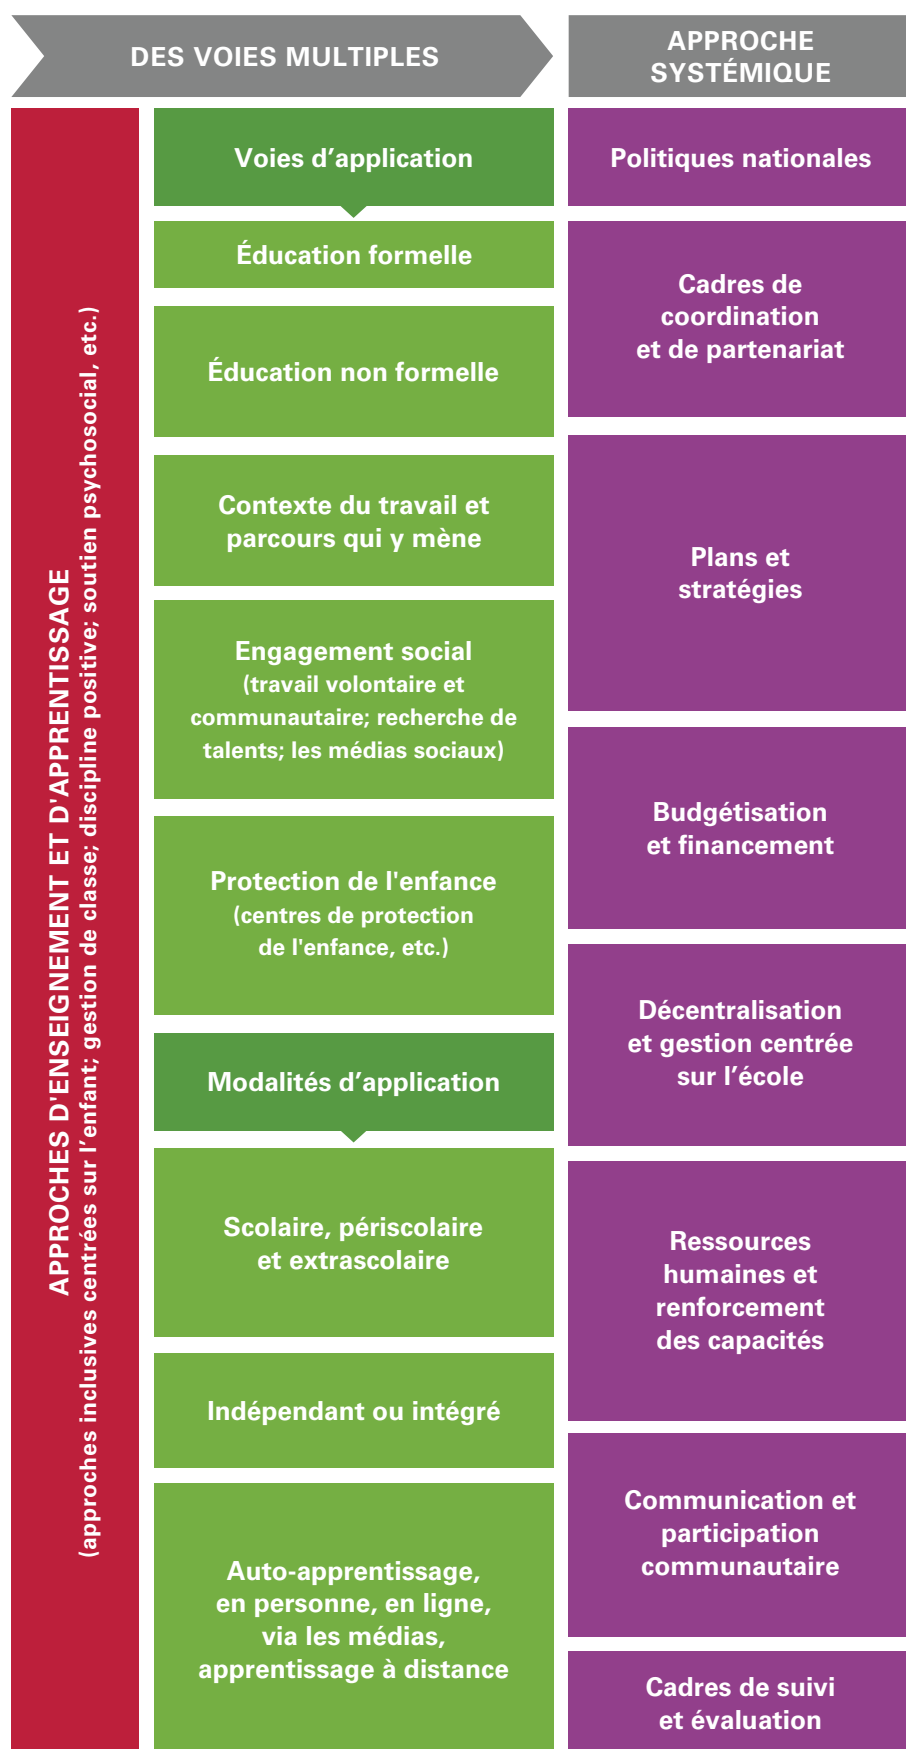 DES VOIES MULTIPLES
APPROCHE
SYSTÉMIQUE
APPROCHES D'ENSEIGNEMENT ET D'APPRENTISSAGE
(approches inclusives centrées sur l’enfant; gestion de classe; discipline positive; soutien psychosocial, etc.)
Voies d’application
Éducation formelle
Éducation non formelle
Contexte du travail et
parcours qui y mène
Engagement social
(travail volontaire et
communautaire; recherche de
talents; les médias sociaux)
Protection de l'enfance
(centres de protection
de l'enfance, etc.)
Modalités d’application
Scolaire, périscolaire
et extrascolaire
Indépendant ou intégré
Auto-apprentissage,
en personne, en ligne,
via les médias,
apprentissage à distance
Politiques nationales
Cadres de
coordination
et de partenariat
Plans et
stratégies
Budgétisation
et financement
Décentralisation
et gestion centrée
sur l’école
Ressources
humaines et
renforcement
des capacités
Communication et
participation
communautaire
Cadres de suivi
et évaluation